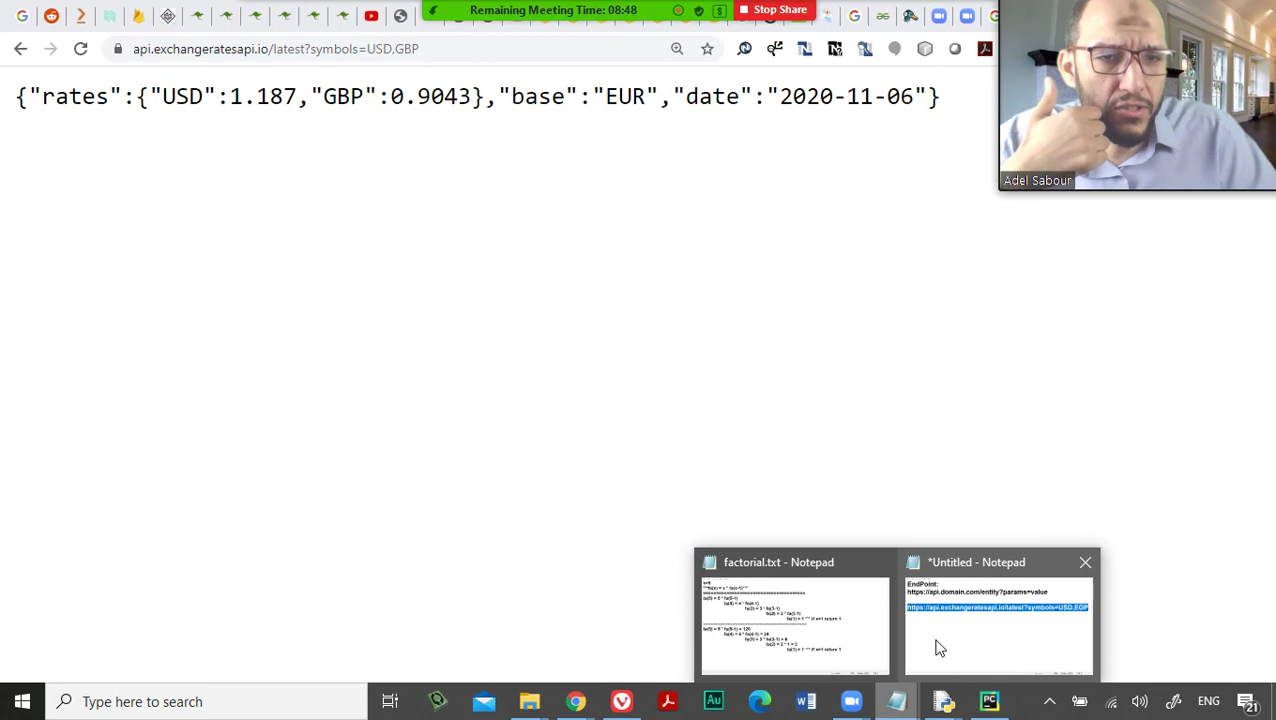 Remaining Meeting Time: 08:48
Stop Share
api.exchangeratesapi.io/latest?symbols=USD,GBP
{"rates":{"USD":1.187,"GBP":0.9043},"base":"EUR","date":"2020-11-06"}
Adel Sabour
factorial.txt - Notepad
*Untitled - Notepad
EndPoint:
https://api.domain.com/entity?params=value
https://api.exchangeratesapi.io/latest?symbols=USD,EGP
Type here to search
ENG
21